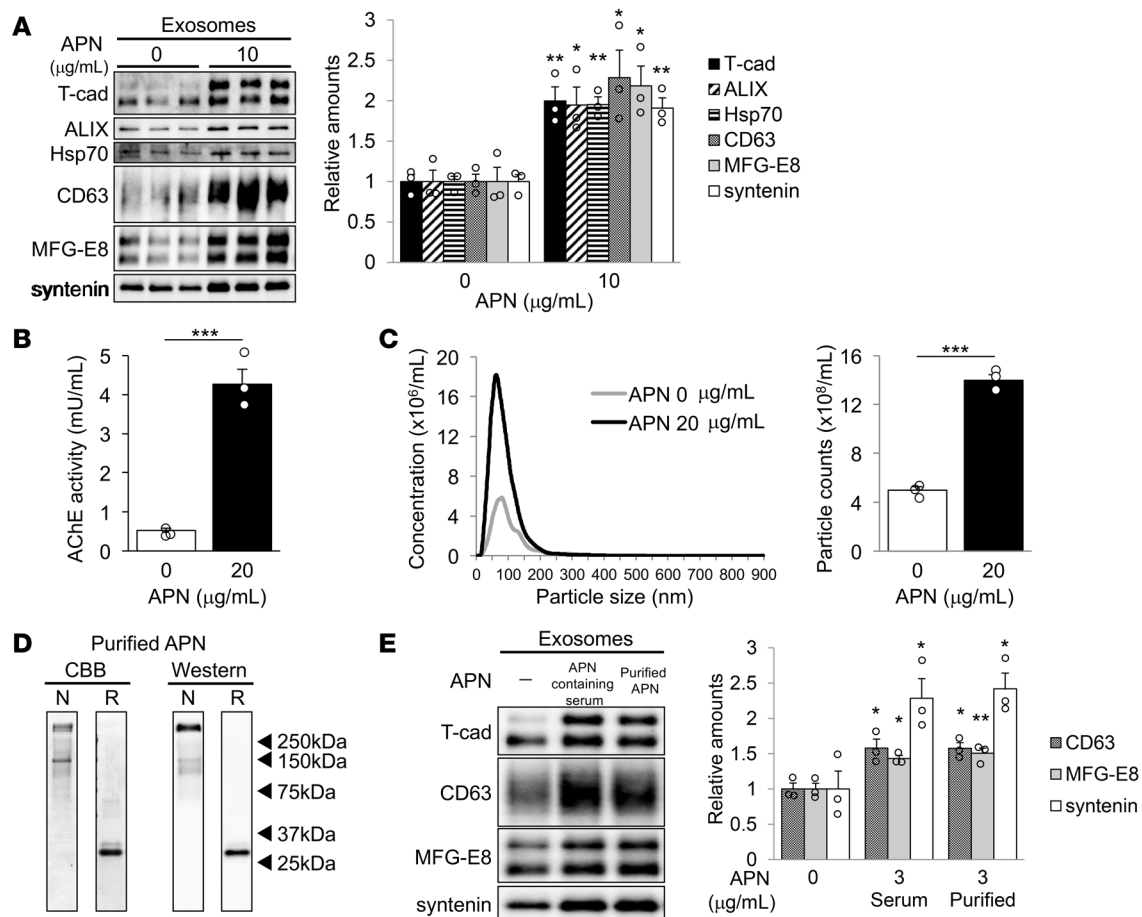 A
Exosomes
APN
(μg/mL)
0 10
T-cad
ALIX
Hsp70
CD63
MFG-E8
syntenin
Relative amounts
3
2.5
2
1.5
1
0.5
0
** * ** * * **
0 10
APN (μg/mL)
T-cad
ALIX
Hsp70
CD63
MFG-E8
syntenin
B
AChE activity (mU/mL)
5
4
3
2
1
0
***
0 20
APN (μg/mL)
C
Concentration (x10⁶/mL)
20
16
12
8
4
0
APN 0 μg/mL
APN 20 μg/mL
0 100 200 300 400 500 600 700 800 900
Particle size (nm)
Particle counts (x10⁸/mL)
16
12
8
4
0
***
0 20
APN (μg/mL)
D
Purified APN
CBB Western
N R N R
250kDa
150kDa
75kDa
37kDa
25kDa
E
Exosomes
APN
–
APN
containing
serum
Purified
APN
T-cad
CD63
MFG-E8
syntenin
Relative amounts
3
2.5
2
1.5
1
0.5
0
* * * * ** *
APN
(μg/mL)
0 3 3
Serum Purified
CD63
MFG-E8
syntenin